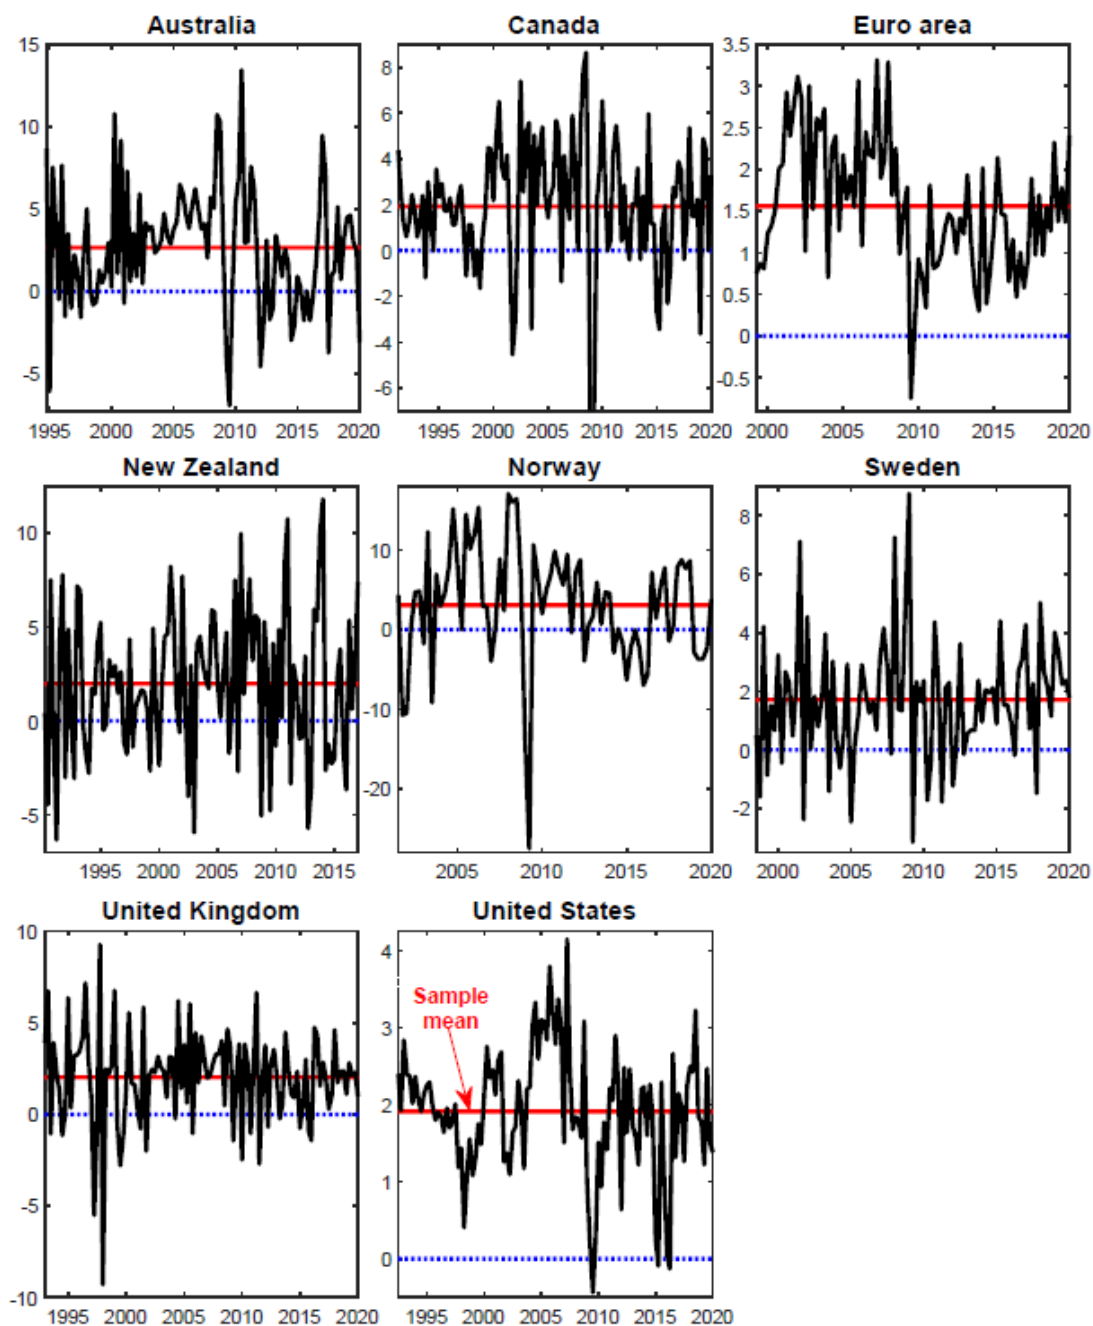 Australia
Canada
Euro area
15
10
5
0
-5
1995 2000 2005 2010 2015 2020
8
6
4
2
0
-2
-4
-6
1995 2000 2005 2010 2015 2020
3.5
3
2.5
2
1.5
1
0.5
0
-0.5
2000 2005 2010 2015 2020
New Zealand
Norway
Sweden
10
5
0
-5
1995 2000 2005 2010 2015
10
0
-10
-20
2005 2010 2015 2020
8
6
4
2
0
-2
2000 2005 2010 2015 2020
United Kingdom
United States
10
5
0
-5
-10
1995 2000 2005 2010 2015 2020
4
3
2
1
0
Sample
mean
1995 2000 2005 2010 2015 2020